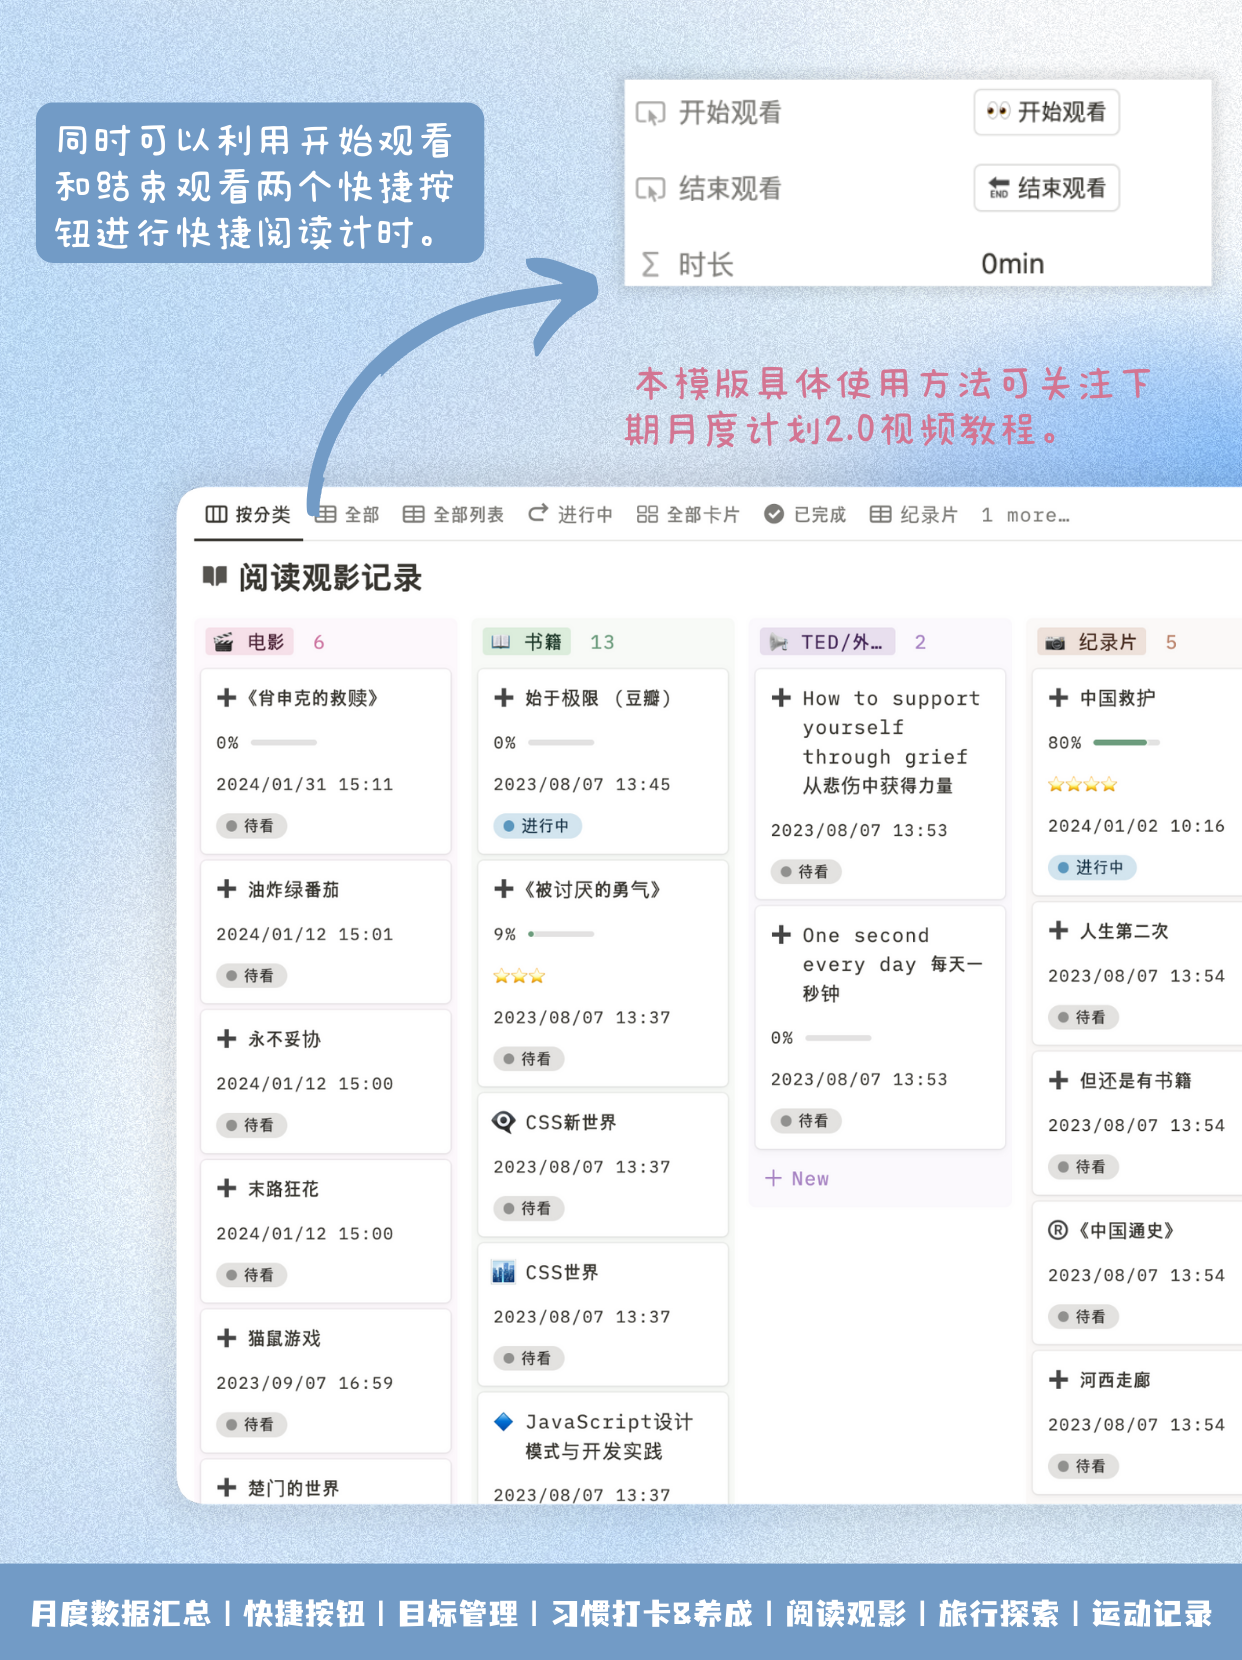 同时可以利用开始观看
和结束观看两个快捷按
钮进行快捷阅读计时。
开始观看
开始观看
结束观看
END 结束观看
时长
0min
本模版具体使用方法可关注下
期月度计划2.0视频教程。
按分类
全部
全部列表
进行中
全部卡片
已完成
纪录片
1 more…
阅读观影记录
电影 6
《肖申克的救赎》
0%
2024/01/31 15:11
待看
油炸绿番茄
2024/01/12 15:01
待看
永不妥协
2024/01/12 15:00
待看
末路狂花
2024/01/12 15:00
待看
猫鼠游戏
2023/09/07 16:59
待看
楚门的世界
书籍 13
始于极限 （豆瓣）
0%
2023/08/07 13:45
进行中
《被讨厌的勇气》
9%
2023/08/07 13:37
待看
CSS新世界
2023/08/07 13:37
待看
CSS世界
2023/08/07 13:37
待看
JavaScript设计
模式与开发实践
2023/08/07 13:37
TED/外… 2
How to support
yourself
through grief
从悲伤中获得力量
2023/08/07 13:53
待看
One second
every day 每天一
秒钟
0%
2023/08/07 13:53
待看
+ New
纪录片 5
中国救护
80%
2024/01/02 10:16
进行中
人生第二次
2023/08/07 13:54
待看
但还是有书籍
2023/08/07 13:54
待看
《中国通史》
2023/08/07 13:54
待看
河西走廊
2023/08/07 13:54
待看
月度数据汇总 | 快捷按钮 | 目标管理 | 习惯打卡&养成 | 阅读观影 | 旅行探索 | 运动记录